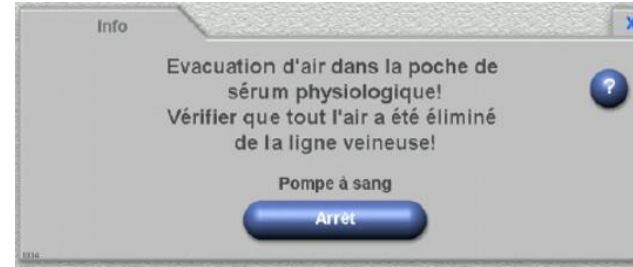 Info
X
Evacuation d'air dans la poche de
sérum physiologique!
?
Vérifier que tout l'air a été éliminé
de la ligne veineuse!
Pompe à sang
Arrêt